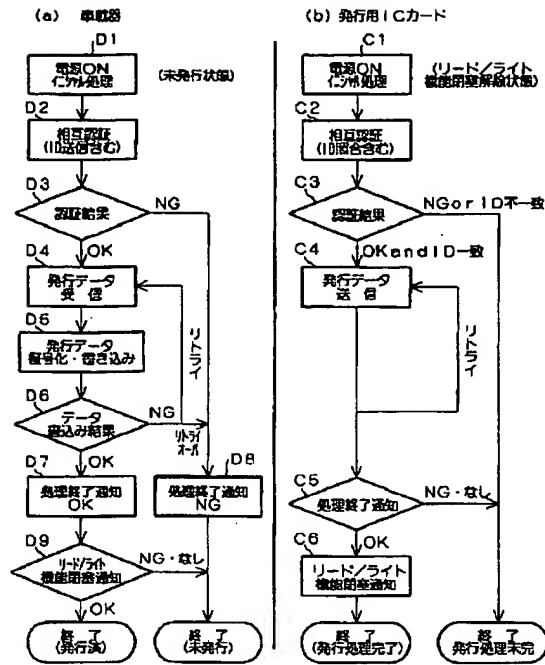 (a) 車載器
D1
電源ON
イニシャル処理
(未発行状態)
D2
相互認証
(ID送信含む)
D3
認証結果
NG
OK
D4
発行データ
受信
リトライ
D5
発行データ
復号化・書き込み
D6
データ
書込み結果
NG
リトライ
オーバ
OK
D7
処理終了通知
OK
D8
処理終了通知
NG
D9
リード/ライト
機能閉塞通知
NG・なし
OK
終了
(発行済)
終了
(未発行)
(b) 発行用ICカード
C1
電源ON
イニシャル処理
(リード/ライト
機能閉塞解除状態)
C2
相互認証
(ID照合含む)
C3
認証結果
NGorID不一致
OKandID一致
C4
発行データ
送信
リトライ
C5
処理終了通知
NG・なし
OK
C6
リード/ライト
機能閉塞通知
終了
(発行処理完了)
終了
発行処理未完